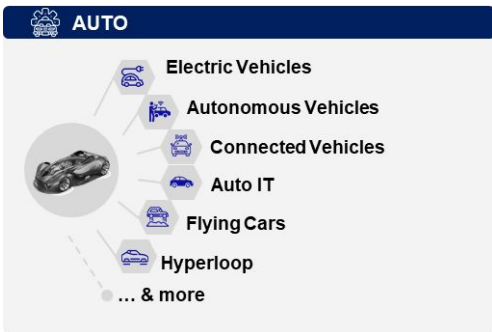 AUTO
Electric Vehicles
Autonomous Vehicles
Connected Vehicles
Auto IT
Flying Cars
Hyperloop
... & more